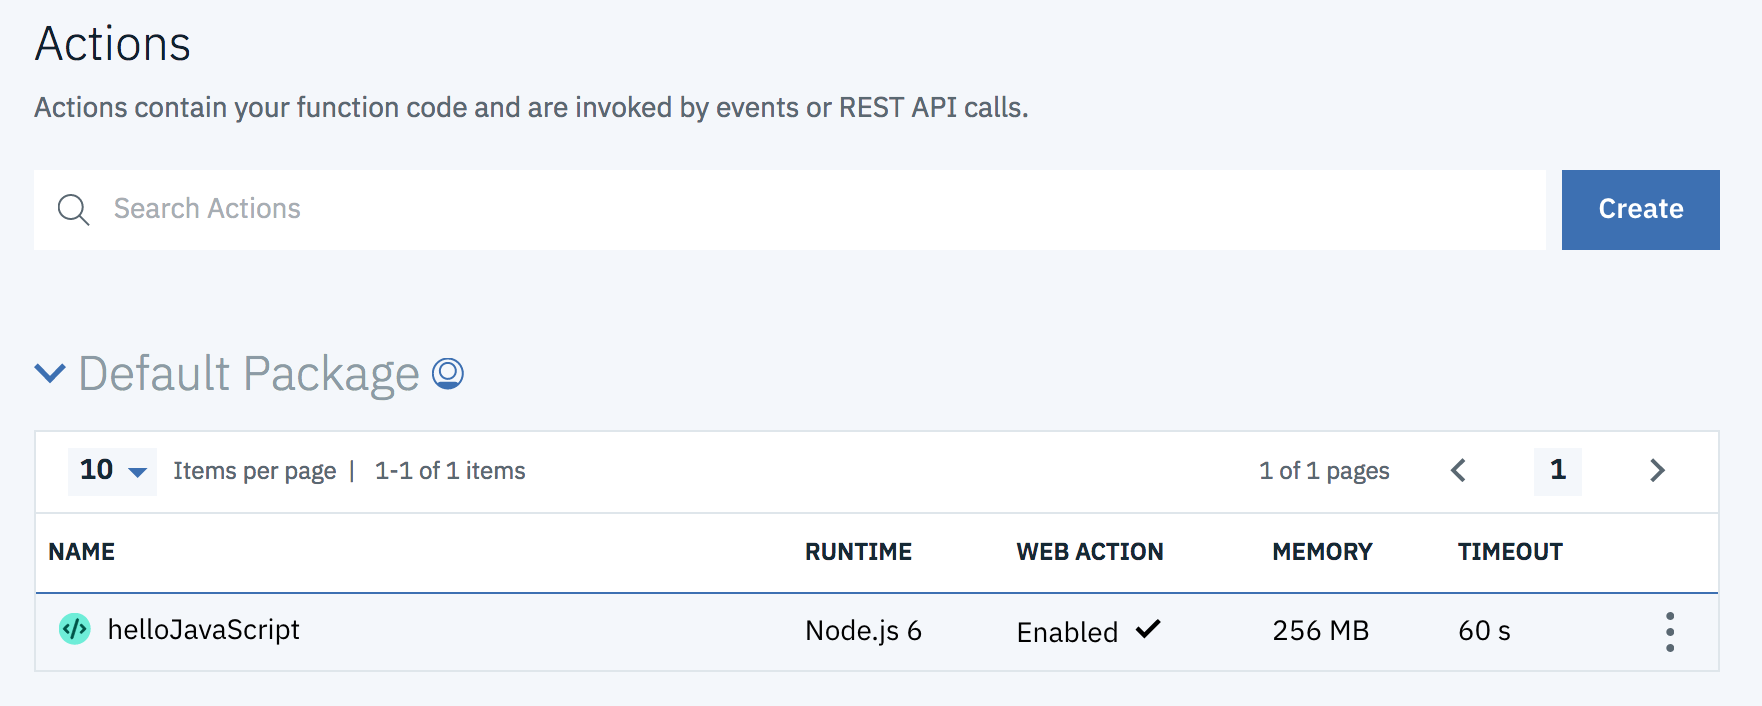 Actions
Actions contain your function code and are invoked by events or REST API calls.
Search Actions
Create
Default Package
10 Items per page | 1-1 of 1 items 1 of 1 pages 1
NAME RUNTIME WEB ACTION MEMORY TIMEOUT
</> helloJavaScript Node.js 6 Enabled 256 MB 60 s